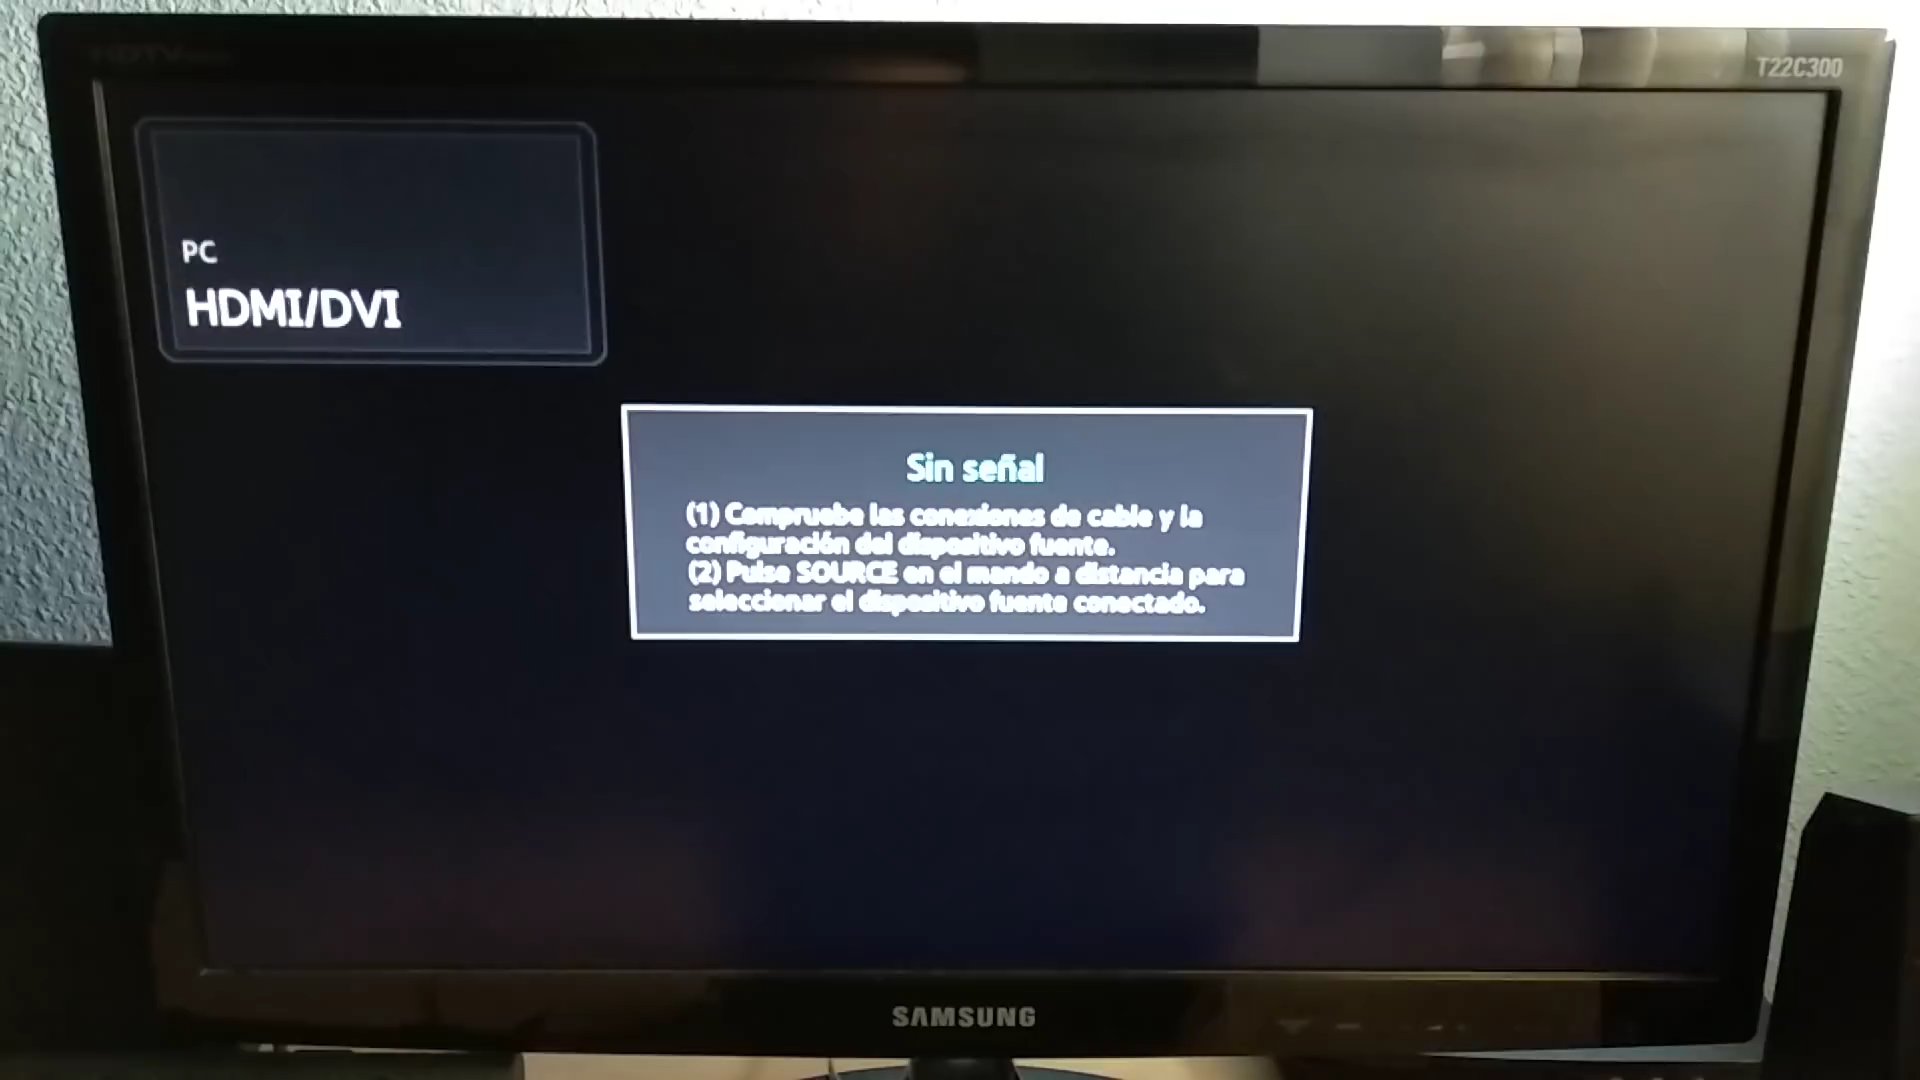 HDTV
T22C300
PC
HDMI/DVI
Sin señal
(1) Compruebe las conexiones de cable y la
configuración del dispositivo fuente.
(2) Pulse SOURCE en el mando a distancia para
seleccionar el dispositivo fuente conectado.
SAMSUNG